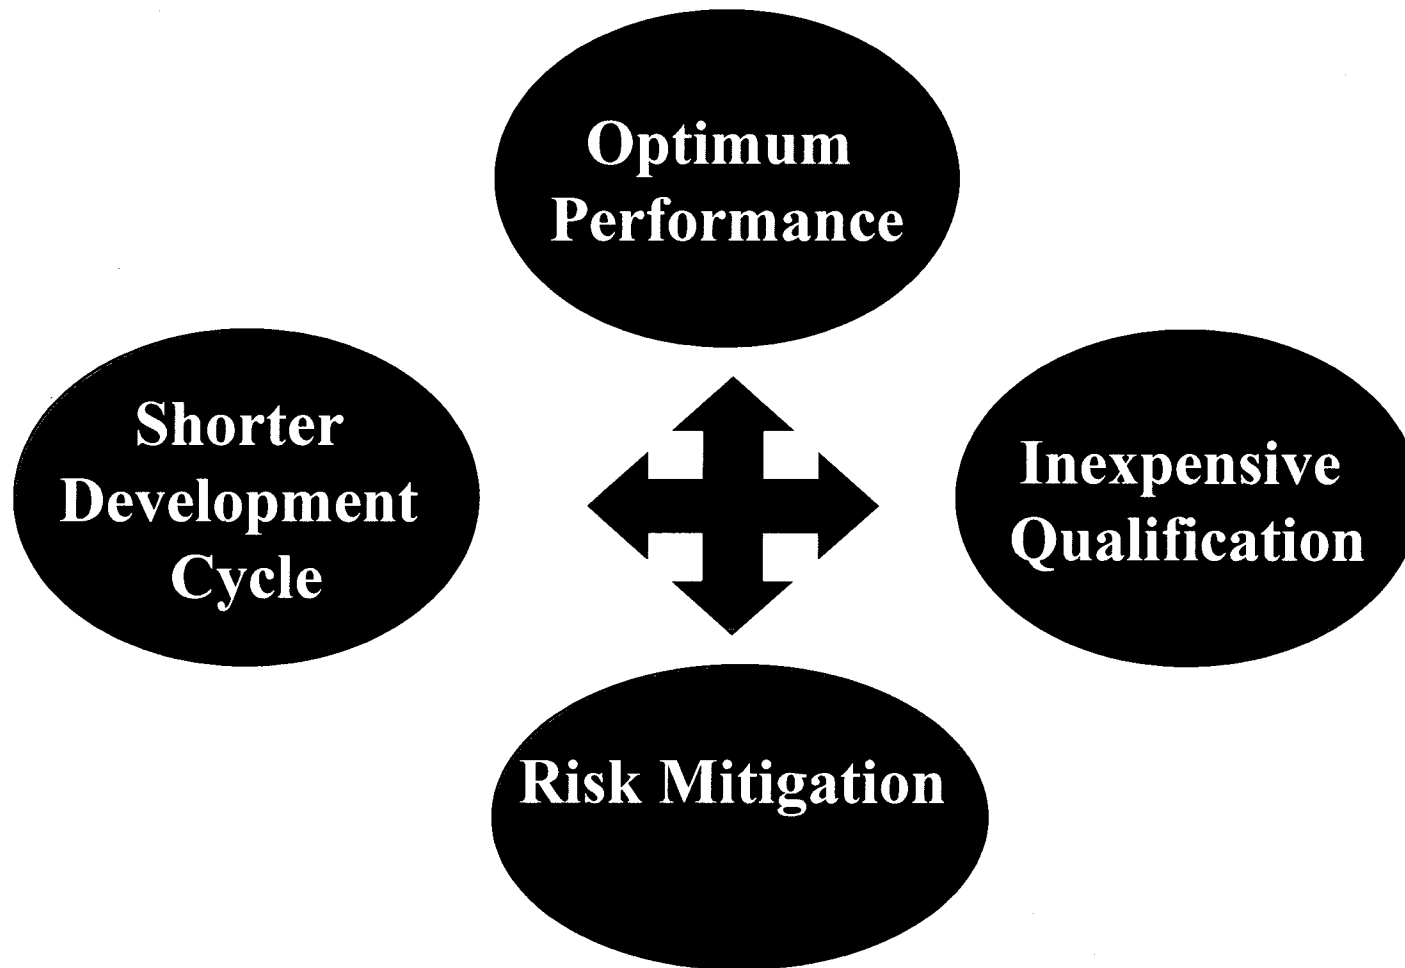 Optimum
Performance
Shorter
Development
Cycle
Inexpensive
Qualification
Risk Mitigation